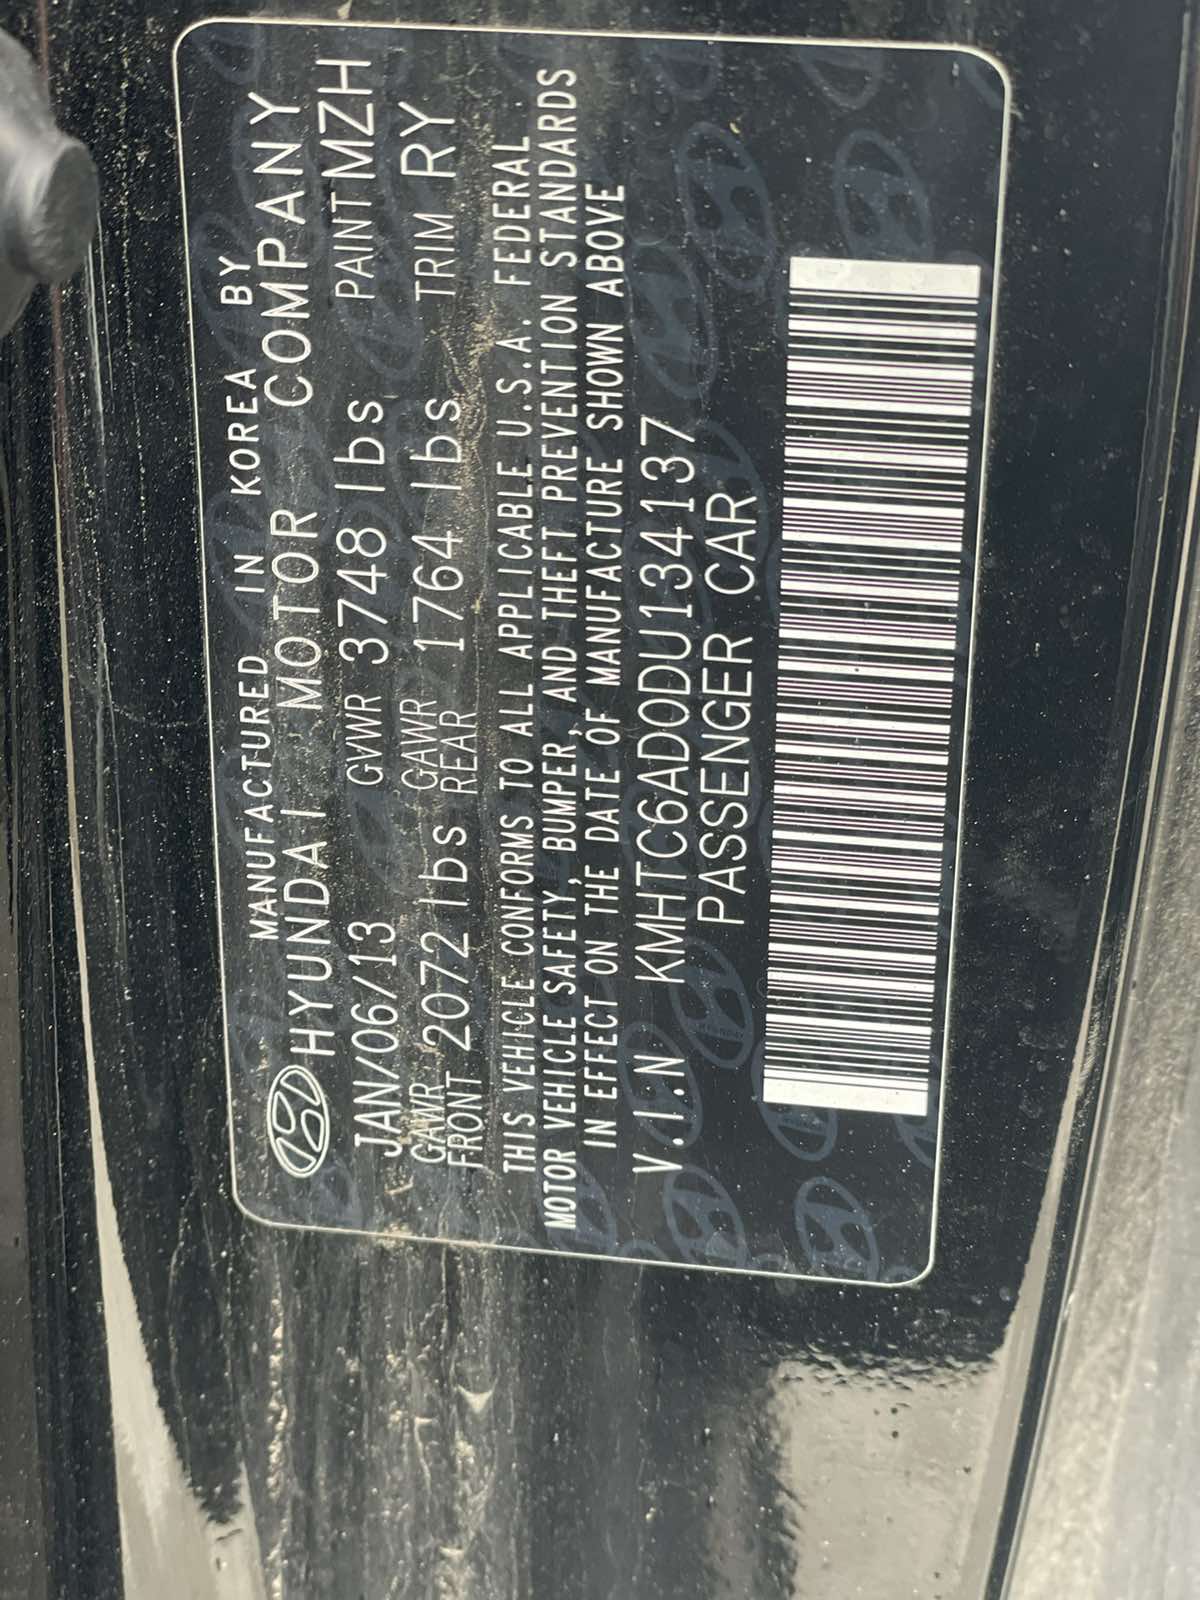 MANUFACTURED IN KOREA BY
HYUNDAI MOTOR COMPANY
JAN/06/13 GVWR 3748 lbs PAINT MZH
GAWR FRONT 2072 lbs GAWR REAR 1764 lbs TRIM RY
THIS VEHICLE CONFORMS TO ALL APPLICABLE U.S.A. FEDERAL
MOTOR VEHICLE SAFETY, BUMPER, AND THEFT PREVENTION STANDARDS
IN EFFECT ON THE DATE OF MANUFACTURE SHOWN ABOVE
V.I.N KMHTC6AD0DU134137
PASSENGER CAR